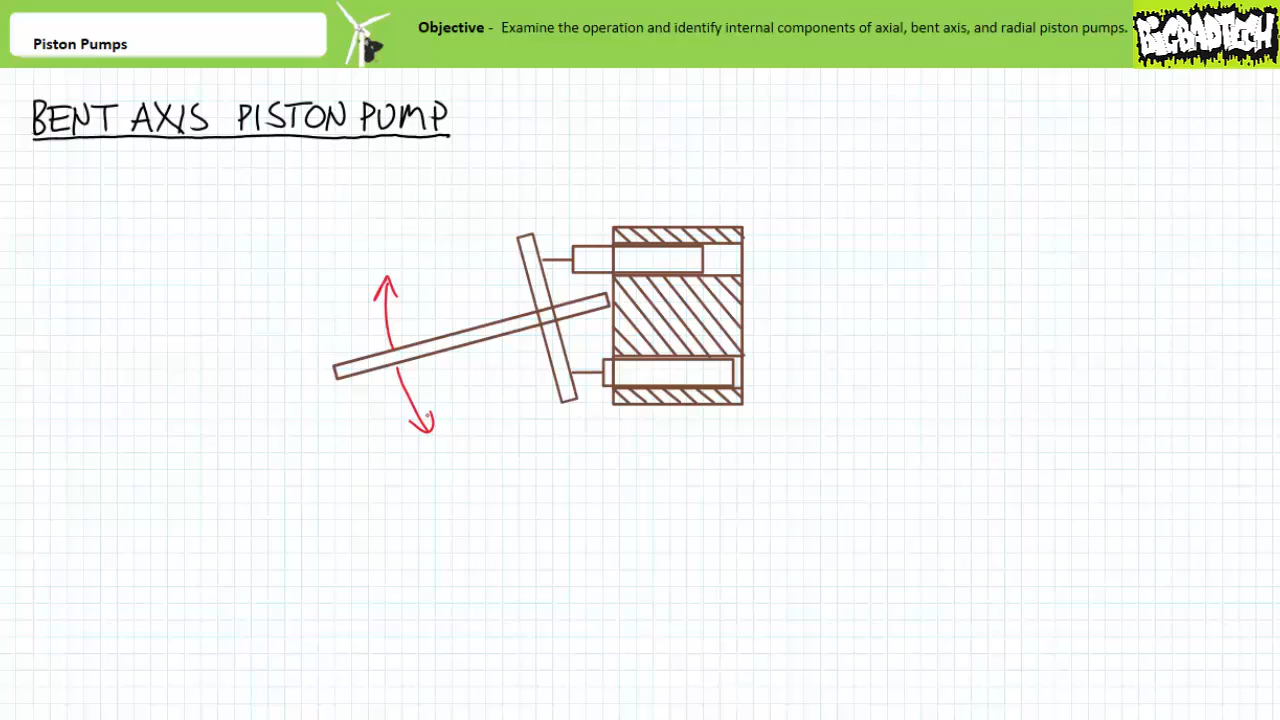 Piston Pumps
Objective - Examine the operation and identify internal components of axial, bent axis, and radial piston pumps.
BIGBADTECH
BENT AXIS PISTON PUMP